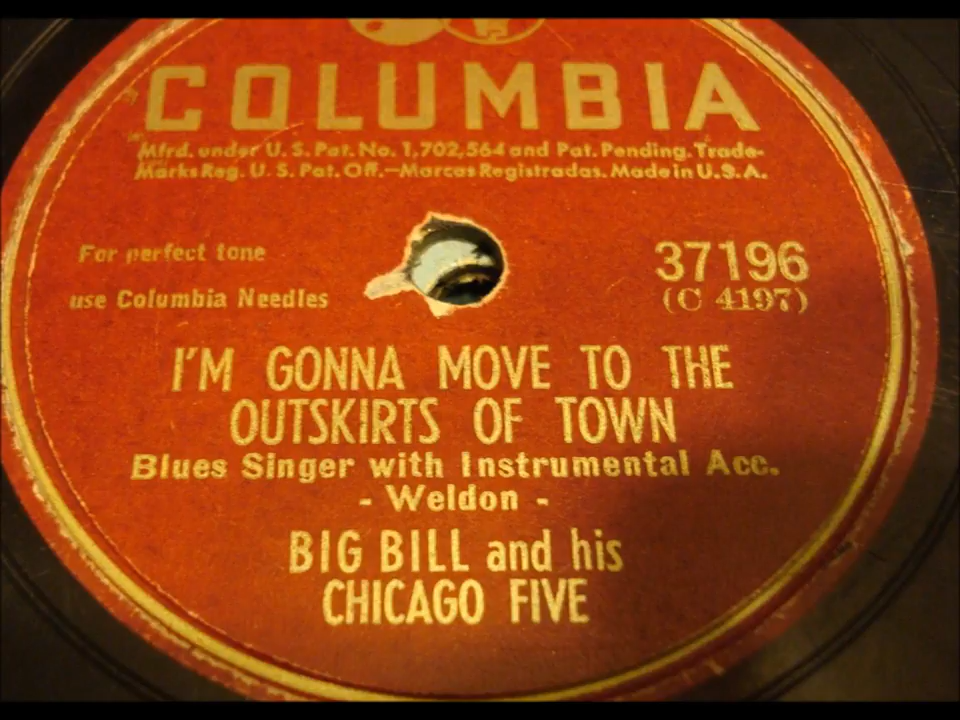 COLUMBIA
Mfrd. under U. S. Pat. No. 1,702,564 and Pat. Pending. Trade-
Marks Reg. U. S. Pat. Off.—Marcas Registradas. Made in U.S.A.
For perfect tone
use Columbia Needles
37196
(C 4197)
I'M GONNA MOVE TO THE
OUTSKIRTS OF TOWN
Blues Singer with Instrumental Acc.
- Weldon -
BIG BILL and his
CHICAGO FIVE